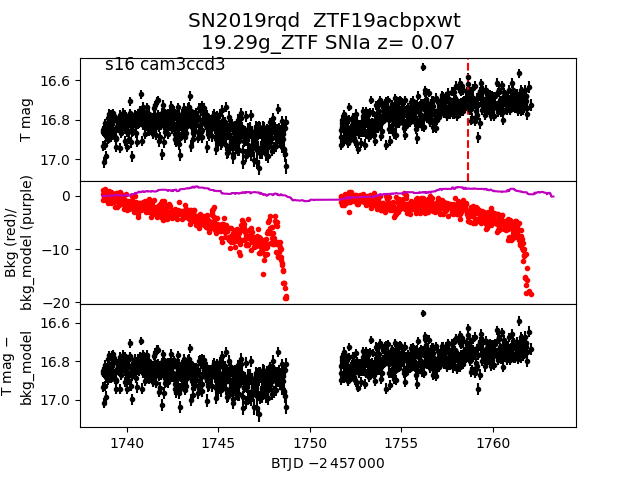 SN2019rqd  ZTF19acbpxwt
19.29g_ZTF SNIa z= 0.07
s16 cam3ccd3
T mag
16.6
16.8
17.0
Bkg (red)/
bkg_model (purple)
0
−10
−20
T mag −
bkg_model
16.6
16.8
17.0
1740
1745
1750
1755
1760
BTJD −2 457 000